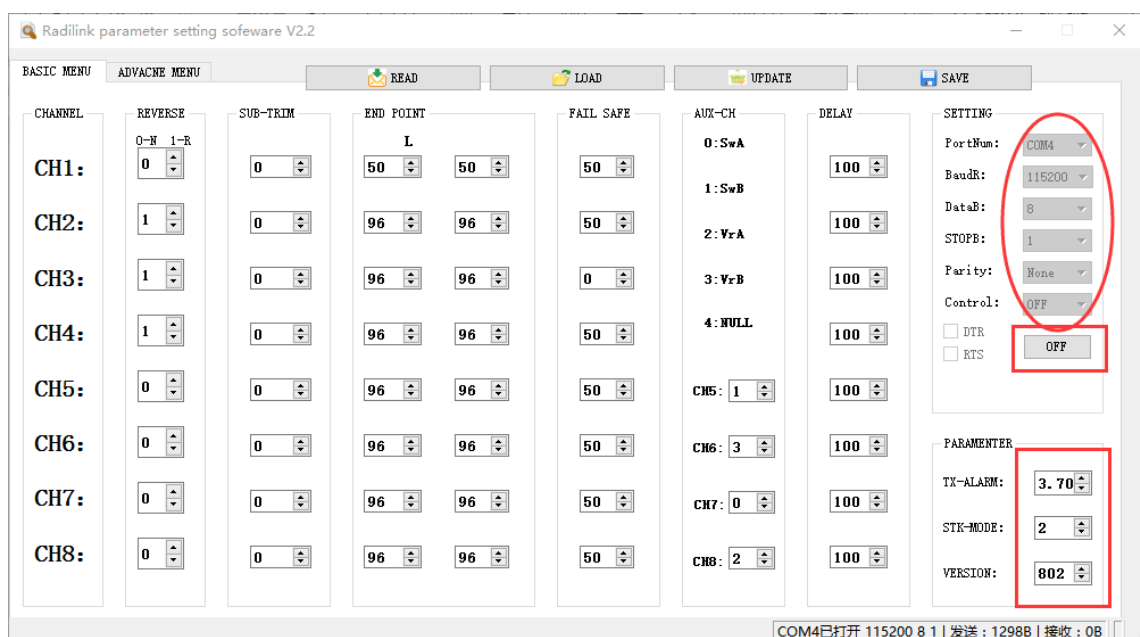 Radilink parameter setting sofeware V2.2
BASIC MENU ADVACNE MENU READ LOAD UPDATE SAVE
CHANNEL REVERSE SUB-TRIM END POINT FAIL SAFE AUX-CH DELAY SETTING
0-N 1-R L 0:SwA PortNum: COM4
CH1: 0 0 50 50 50 100
1:SwB BaudR: 115200
CH2: 1 0 96 96 50 100 DataB: 8
2:VrA STOPB: 1
CH3: 1 0 96 96 0 3:VrB 100 Parity: None
Control: OFF
CH4: 1 0 96 96 50 4:NULL 100 DTR
RTS OFF
CH5: 0 0 96 96 50 CH5: 1 100
CH6: 0 0 96 96 50 CH6: 3 100 PARAMENTER
TX-ALARM: 3.70
CH7: 0 0 96 96 50 CH7: 0 100
STK-MODE: 2
CH8: 0 0 96 96 50 CH8: 2 100
VERSION: 802
COM4已打开 115200 8 1 | 发送：1298B | 接收：0B